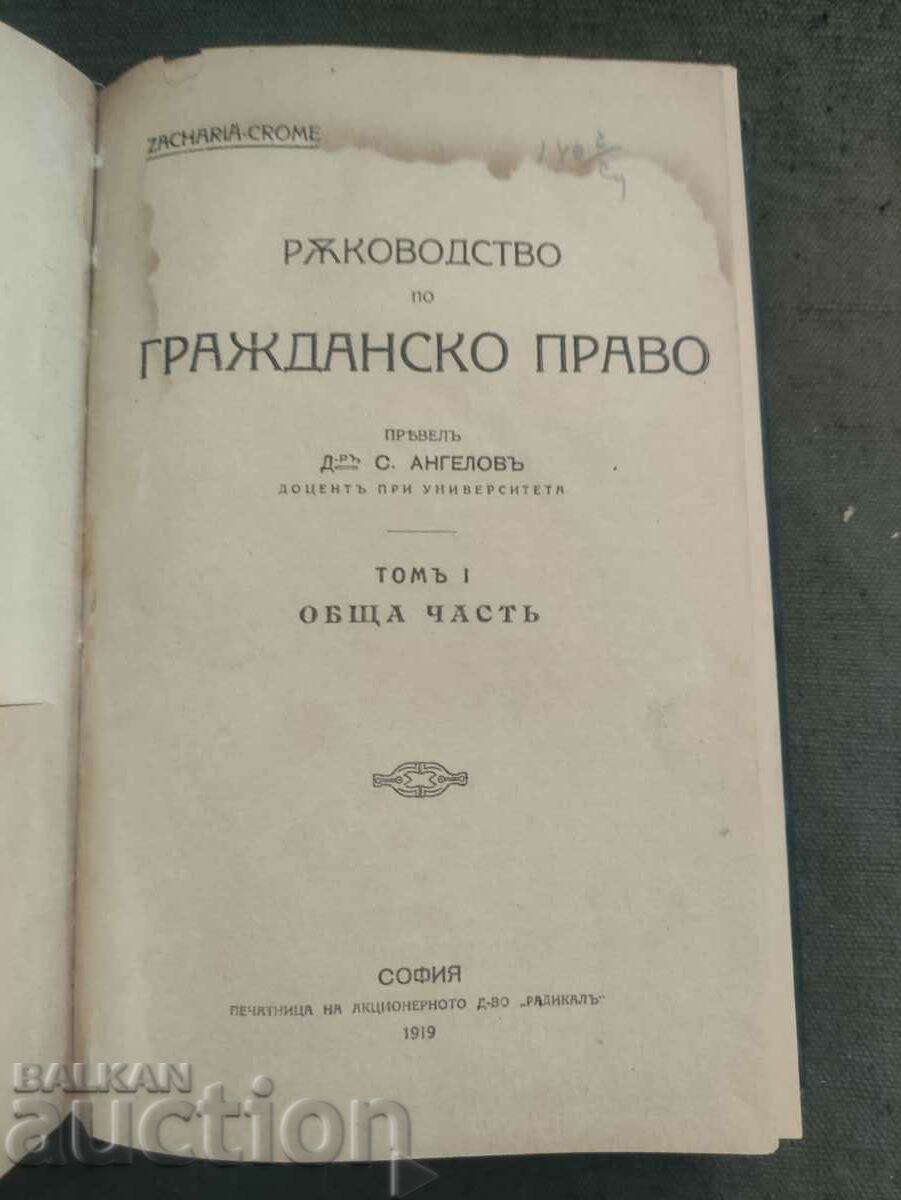 ZACHARIÄ-CROME
РѪКОВОДСТВО
ПО
ГРАЖДАНСКО ПРАВО
ПРѢВЕЛЪ
Д-РЪ С. АНГЕЛОВЪ
ДОЦЕНТЪ ПРИ УНИВЕРСИТЕТА
ТОМЪ I
ОБЩА ЧАСТЬ
СОФИЯ
ПЕЧАТНИЦА НА АКЦИОНЕРНОТО Д-ВО „РАДИКАЛЪ“
1919
BALKAN
auction